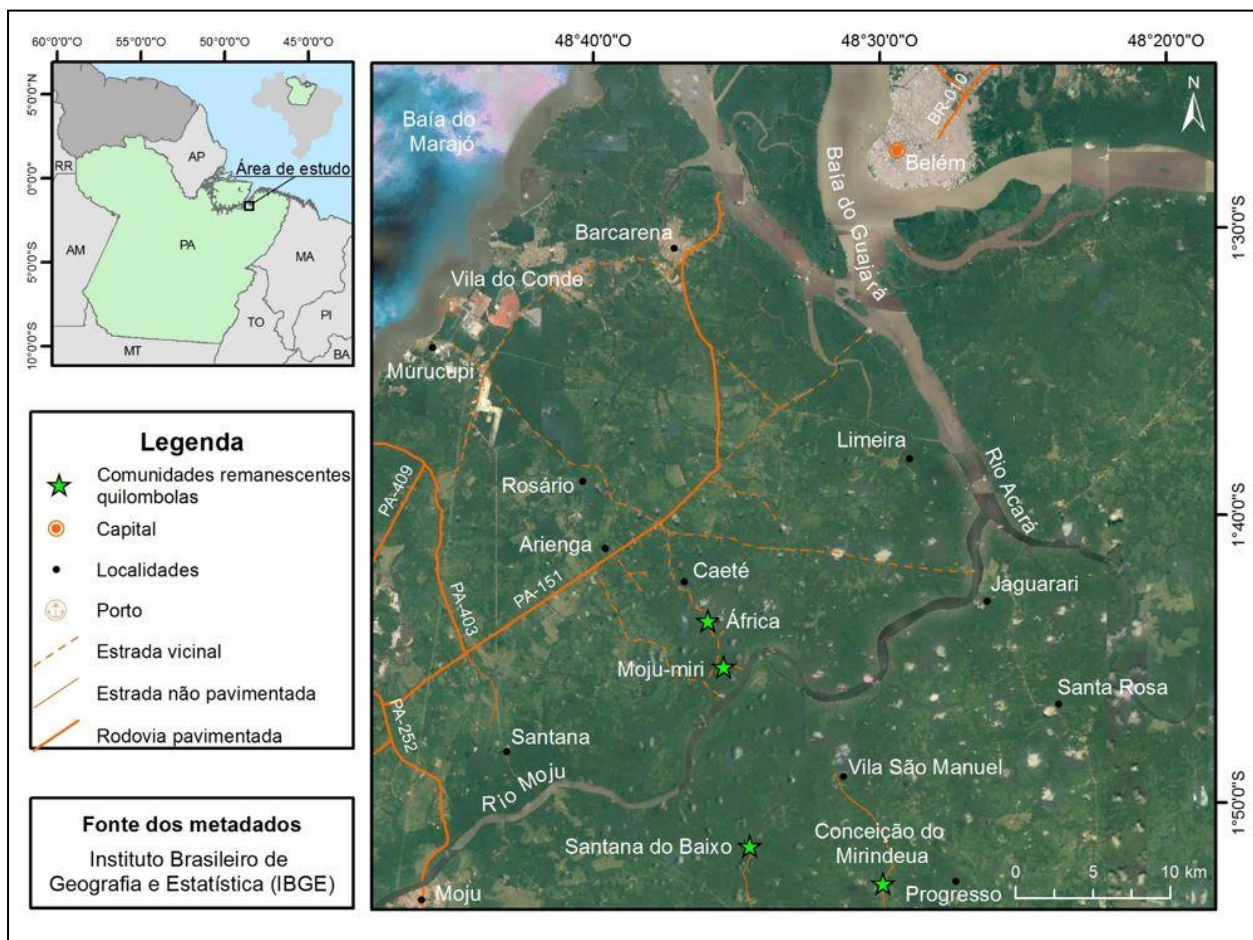 60°0'0"O 55°0'0"O 50°0'0"O 45°0'0"O
5°0'0"N
0°0'0"
5°0'0"S
10°0'0"S
RR
AP
Área de estudo
AM
PA
MA
PI
TO
MT
BA
Legenda
Comunidades remanescentes
quilombolas
Capital
Localidades
Porto
Estrada vicinal
Estrada não pavimentada
Rodovia pavimentada
Fonte dos metadados
Instituto Brasileiro de
Geografia e Estatística (IBGE)
48°40'0"O 48°30'0"O 48°20'0"O
N
Baía do
Marajó
BR-010
Belém
Baía do Guajará
Barcarena
Vila do Conde
1°30'0"S
Murucupi
Limeira
PA-409
Rosário
Rio Acará
1°40'0"S
Arienga
PA-151
PA-403
Caeté
Jaguarari
África
Moju-miri
Santa Rosa
PA-252
Santana
Rio Moju
Vila São Manuel
1°50'0"S
Santana do Baixo
Conceição do
Mirindeua
Progresso
Moju
0 5 10 km